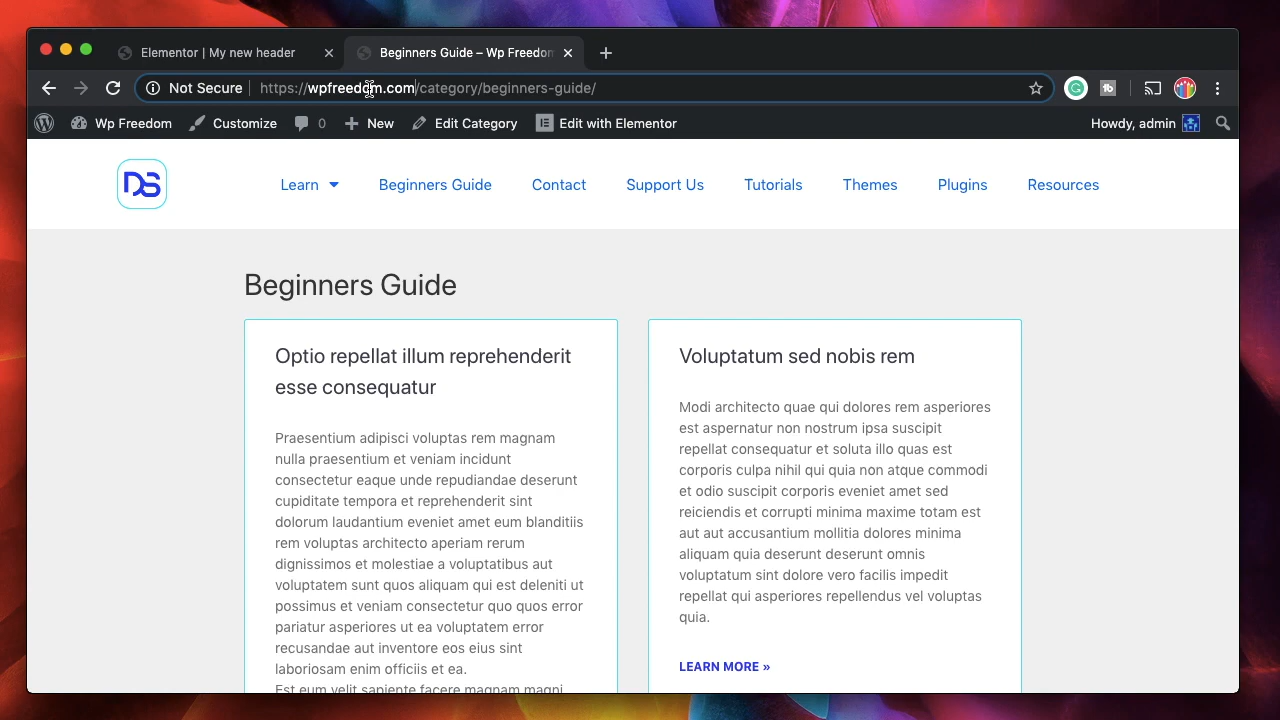 Elementor | My new header
Beginners Guide – Wp Freedom
Not Secure
https://wpfreedom.com/category/beginners-guide/
Wp Freedom
Customize
0
New
Edit Category
Edit with Elementor
Howdy, admin
DS
Learn
Beginners Guide
Contact
Support Us
Tutorials
Themes
Plugins
Resources
Beginners Guide
Optio repellat illum reprehenderit
esse consequatur
Praesentium adipisci voluptas rem magnam
nulla praesentium et veniam incidunt
consectetur eaque unde repudiandae deserunt
cupiditate tempora et reprehenderit sint
dolorum laudantium eveniet amet eum blanditiis
rem voluptas architecto aperiam rerum
dignissimos et molestiae a voluptatibus aut
voluptatem sunt quos aliquam qui est deleniti ut
possimus et veniam consectetur quo quos error
pariatur asperiores ut ea voluptatem error
recusandae aut inventore eos eius sint
laboriosam enim officiis et ea.
Est eum velit sapiente facere magnam magni
Voluptatum sed nobis rem
Modi architecto quae qui dolores rem asperiores
est aspernatur non nostrum ipsa suscipit
repellat consequatur et soluta illo quas est
corporis culpa nihil qui quia non atque commodi
et odio suscipit corporis eveniet amet sed
reiciendis et corrupti minima maxime totam est
aut aut accusantium mollitia dolores minima
aliquam quia deserunt deserunt omnis
voluptatum sint dolore vero facilis impedit
repellat qui asperiores repellendus vel voluptas
quia.
LEARN MORE »